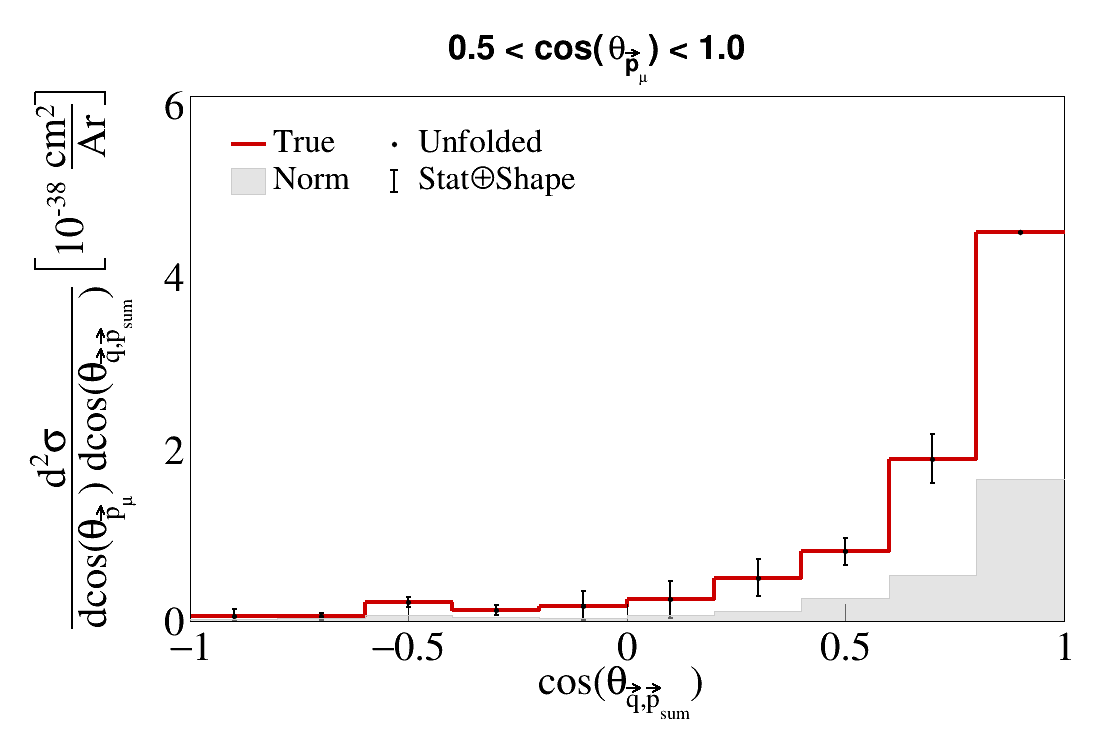 0.5 < cos(θp⃗μ) < 1.0
d²σ / dcos(θp⃗μ) dcos(θq⃗,p⃗sum) [10⁻³⁸ cm²/Ar]
6
True
Unfolded
Norm
Stat⊕Shape
4
2
0
−1 −0.5 0 0.5 1
cos(θq⃗,p⃗sum)